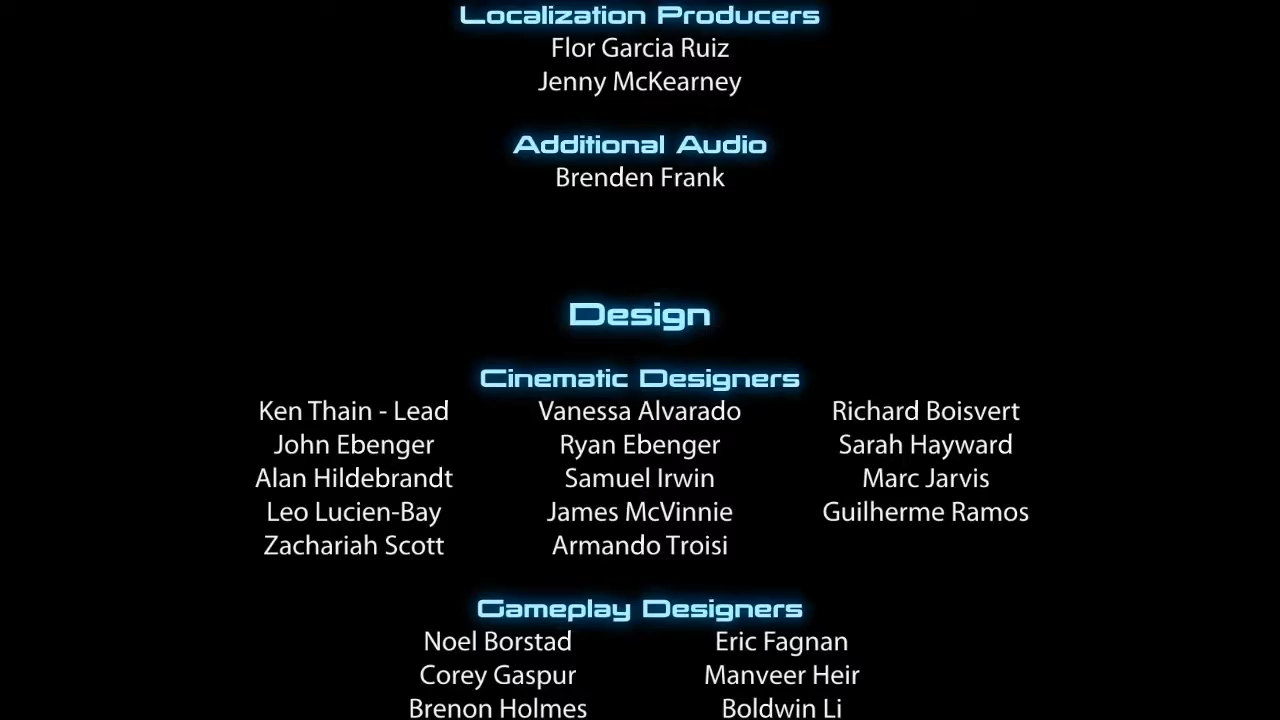 Localization Producers
Flor Garcia Ruiz
Jenny McKearney
Additional Audio
Brenden Frank
Design
Cinematic Designers
Ken Thain - Lead Vanessa Alvarado Richard Boisvert
John Ebenger Ryan Ebenger Sarah Hayward
Alan Hildebrandt Samuel Irwin Marc Jarvis
Leo Lucien-Bay James McVinnie Guilherme Ramos
Zachariah Scott Armando Troisi
Gameplay Designers
Noel Borstad Eric Fagnan
Corey Gaspur Manveer Heir
Brenon Holmes Boldwin Li